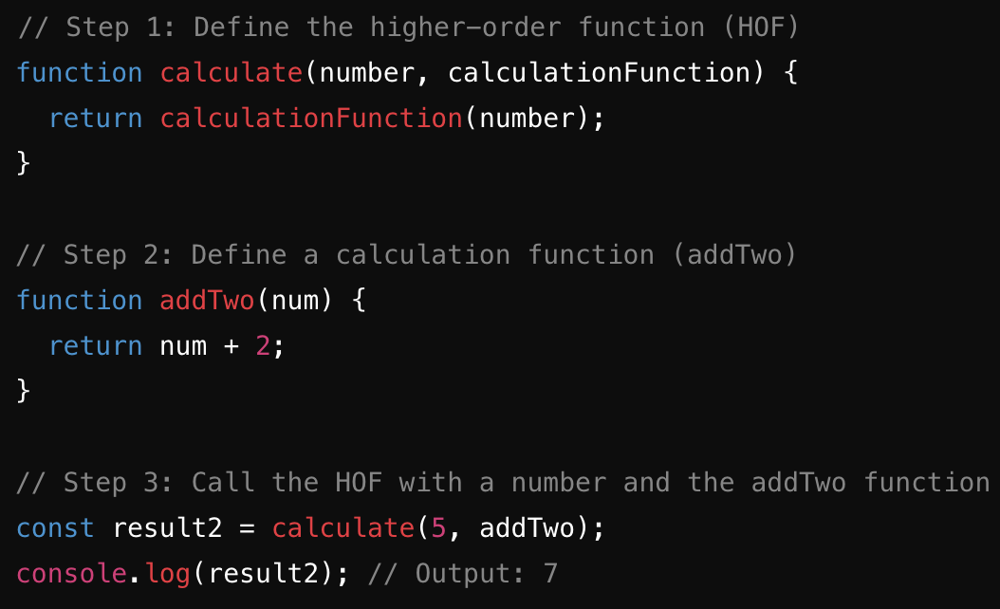 // Step 1: Define the higher-order function (HOF)
function calculate(number, calculationFunction) {
  return calculationFunction(number);
}

// Step 2: Define a calculation function (addTwo)
function addTwo(num) {
  return num + 2;
}

// Step 3: Call the HOF with a number and the addTwo function
const result2 = calculate(5, addTwo);
console.log(result2); // Output: 7